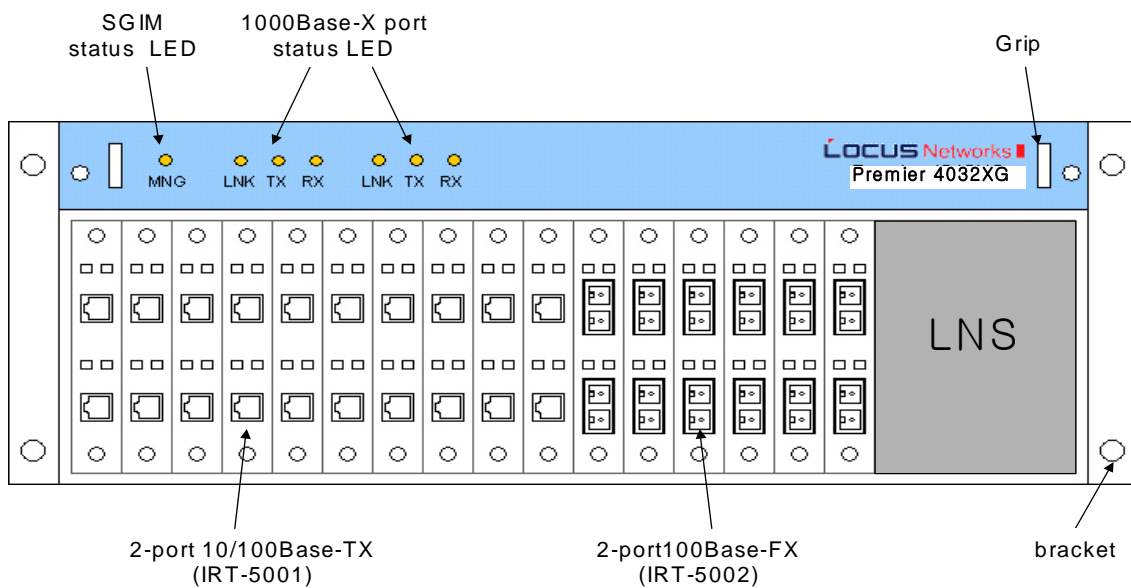 SGIM
status LED
1000Base-X port
status LED
Grip
LOCUS Networks
Premier 4032XG
MNG
LNK TX RX
LNK TX RX
LNS
2-port 10/100Base-TX
(IRT-5001)
2-port100Base-FX
(IRT-5002)
bracket